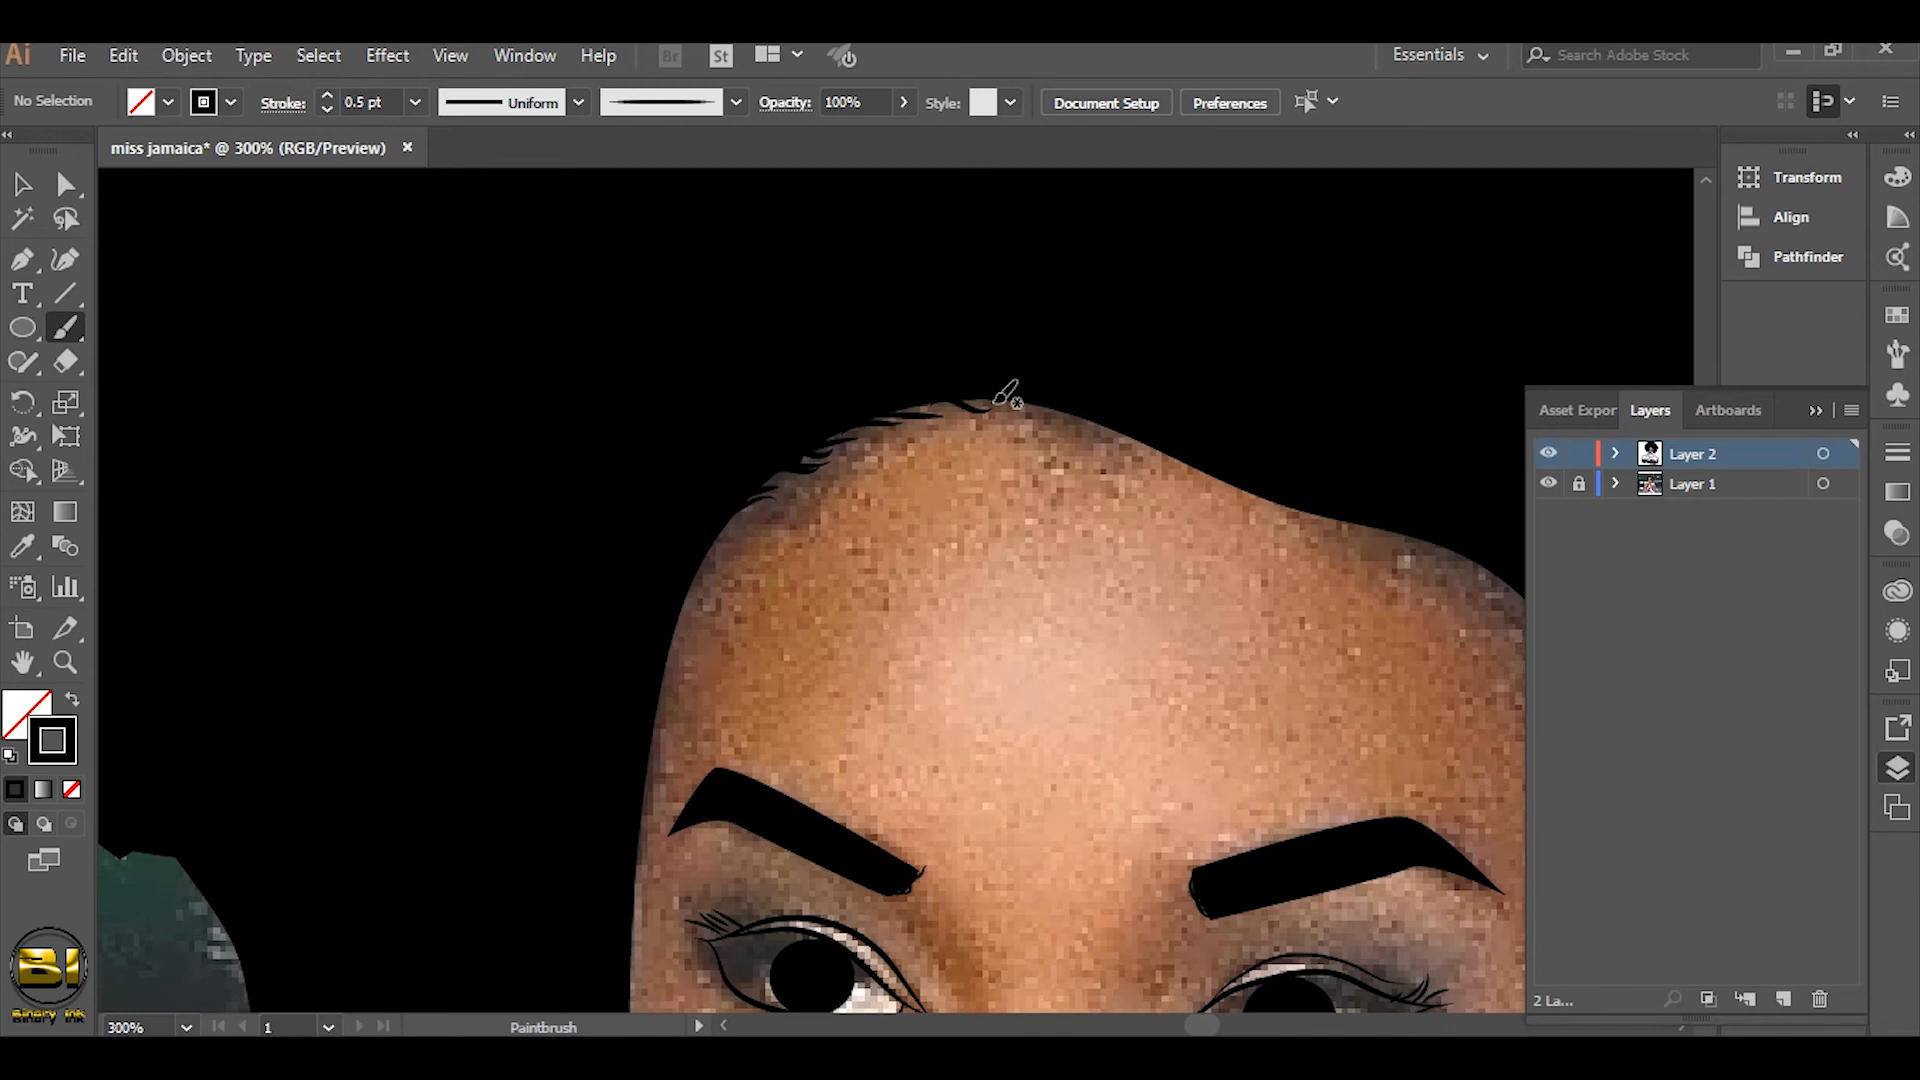 Ai File Edit Object Type Select Effect View Window Help Br St Essentials Search Adobe Stock
No Selection Stroke: 0.5 pt Uniform Opacity: 100% Style: Document Setup Preferences
miss jamaica* @ 300% (RGB/Preview)
Transform
Align
Pathfinder
Asset Expor Layers Artboards
Layer 2
Layer 1
2 La...
BI
Binary Ink
300% 1 Paintbrush